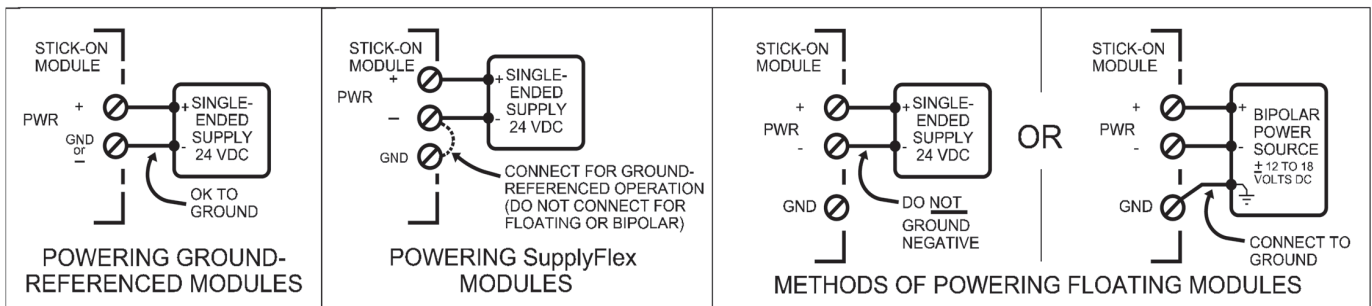 STICK-ON
MODULE
+
PWR
GND
or
–
+
-
SINGLE-
ENDED
SUPPLY
24 VDC
OK TO
GROUND
POWERING GROUND-
REFERENCED MODULES
STICK-ON
MODULE
+
PWR
–
GND
+
-
SINGLE-
ENDED
SUPPLY
24 VDC
CONNECT FOR GROUND-
REFERENCED OPERATION
(DO NOT CONNECT FOR
FLOATING OR BIPOLAR)
POWERING SupplyFlex
MODULES
STICK-ON
MODULE
+
PWR
-
GND
+
-
SINGLE-
ENDED
SUPPLY
24 VDC
DO NOT
GROUND
NEGATIVE
OR
STICK-ON
MODULE
+
PWR
-
GND
+
-
BIPOLAR
POWER
SOURCE
± 12 TO 18
VOLTS DC
CONNECT TO
GROUND
METHODS OF POWERING FLOATING MODULES